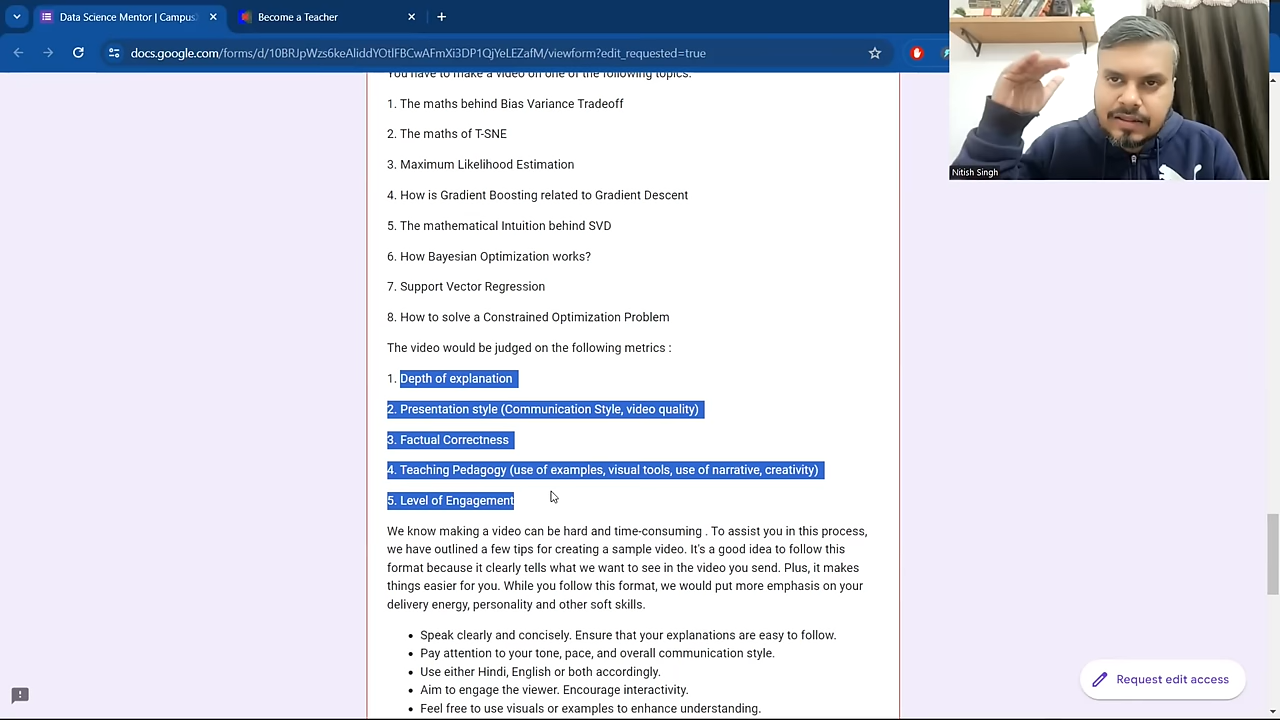 Data Science Mentor | Campus
Become a Teacher
docs.google.com/forms/d/10BRJpWzs6keAliddYOtlFBCwAFmXi3DP1QjYeLEZafM/viewform?edit_requested=true
Nitish Singh
You have to make a video on one of the following topics.
1. The maths behind Bias Variance Tradeoff
2. The maths of T-SNE
3. Maximum Likelihood Estimation
4. How is Gradient Boosting related to Gradient Descent
5. The mathematical Intuition behind SVD
6. How Bayesian Optimization works?
7. Support Vector Regression
8. How to solve a Constrained Optimization Problem
The video would be judged on the following metrics :
1. Depth of explanation
2. Presentation style (Communication Style, video quality)
3. Factual Correctness
4. Teaching Pedagogy (use of examples, visual tools, use of narrative, creativity)
5. Level of Engagement
We know making a video can be hard and time-consuming . To assist you in this process,
we have outlined a few tips for creating a sample video. It's a good idea to follow this
format because it clearly tells what we want to see in the video you send. Plus, it makes
things easier for you. While you follow this format, we would put more emphasis on your
delivery energy, personality and other soft skills.
• Speak clearly and concisely. Ensure that your explanations are easy to follow.
• Pay attention to your tone, pace, and overall communication style.
• Use either Hindi, English or both accordingly.
• Aim to engage the viewer. Encourage interactivity.
• Feel free to use visuals or examples to enhance understanding.
Request edit access